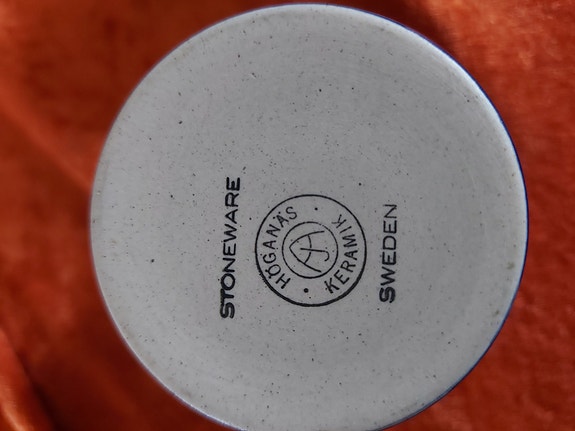 STONEWARE
HÖGANÄS
KERAMIK
SWEDEN